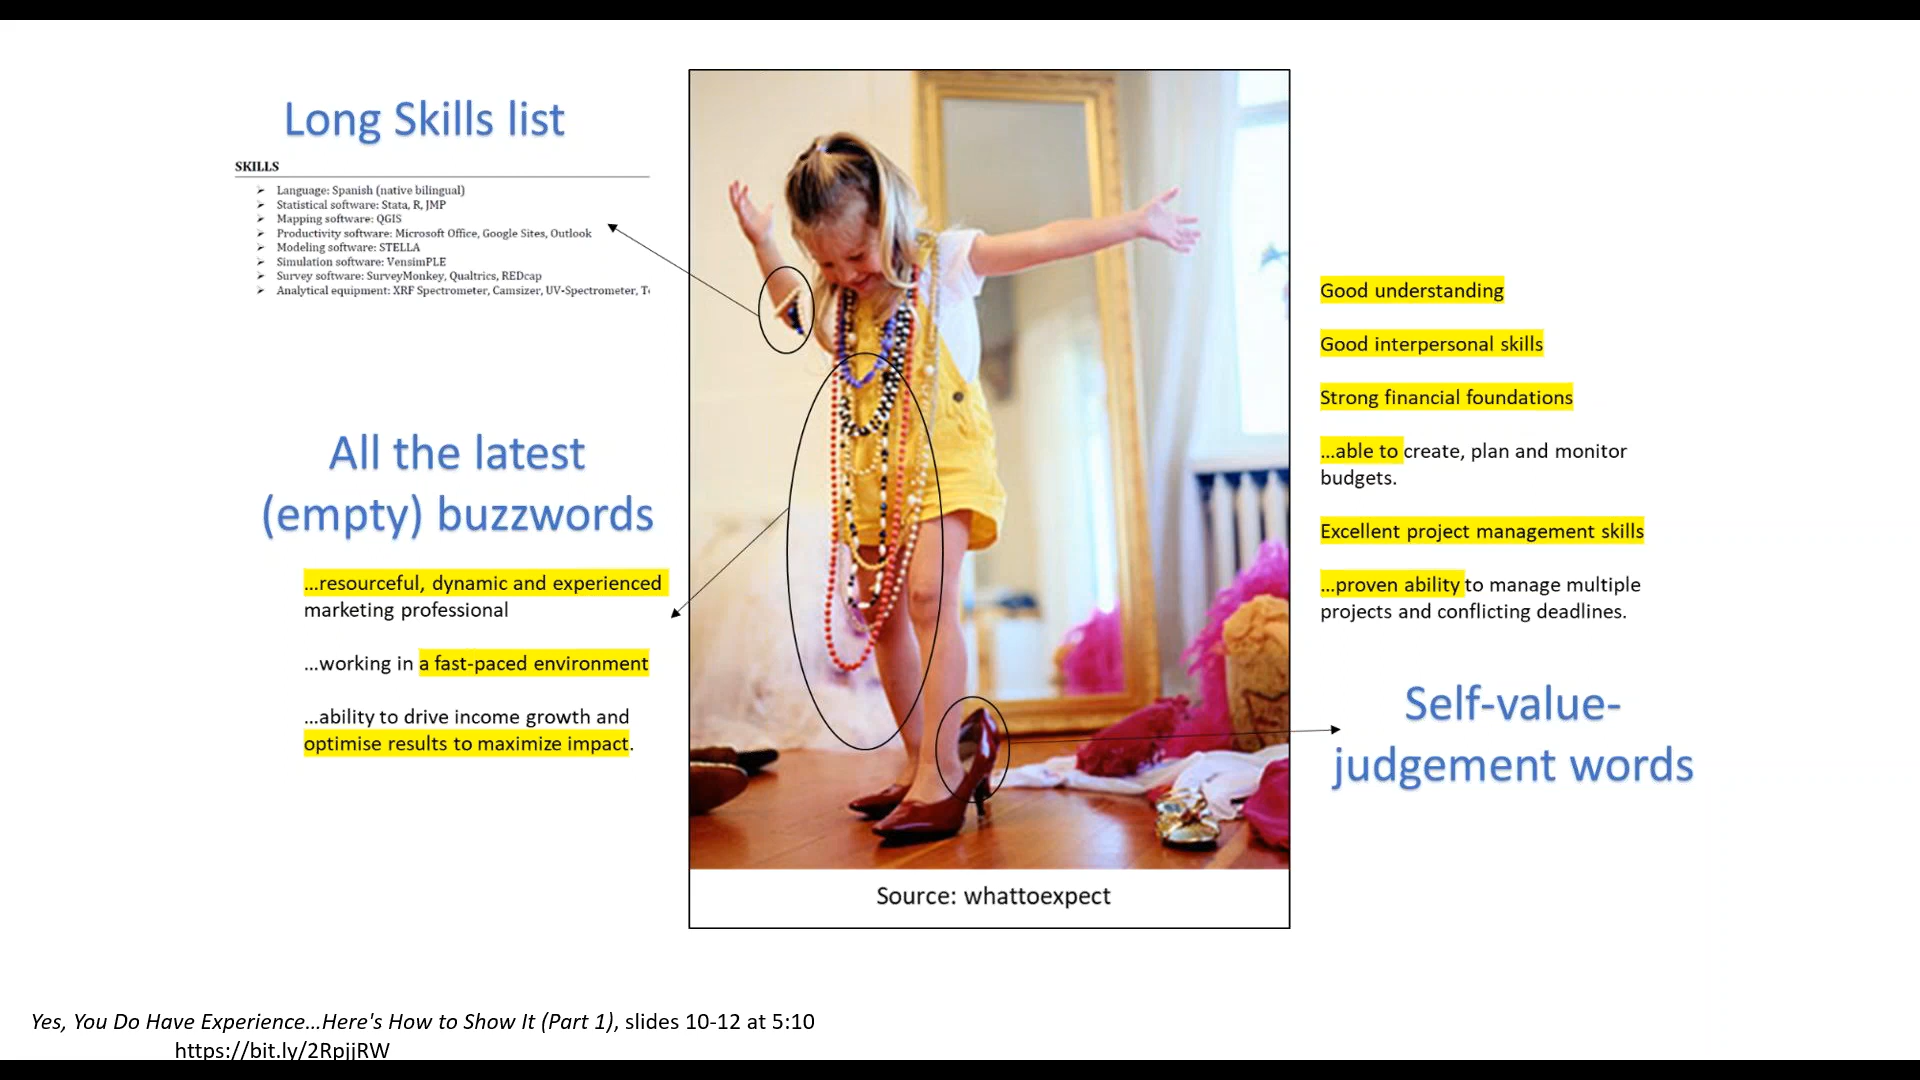 Long Skills list
SKILLS
➢ Language: Spanish (native bilingual)
➢ Statistical software: Stata, R, JMP
➢ Mapping software: QGIS
➢ Productivity software: Microsoft Office, Google Sites, Outlook
➢ Modeling software: STELLA
➢ Simulation software: VensimPLE
➢ Survey software: SurveyMonkey, Qualtrics, REDcap
➢ Analytical equipment: XRF Spectrometer, Camsizer, UV-Spectrometer,
All the latest
(empty) buzzwords
...resourceful, dynamic and experienced
marketing professional
...working in a fast-paced environment
...ability to drive income growth and
optimise results to maximize impact.
Source: whattoexpect
Good understanding
Good interpersonal skills
Strong financial foundations
...able to create, plan and monitor
budgets.
Excellent project management skills
...proven ability to manage multiple
projects and conflicting deadlines.
Self-value-
judgement words
Yes, You Do Have Experience...Here's How to Show It (Part 1), slides 10-12 at 5:10
https://bit.ly/2RpjjRW